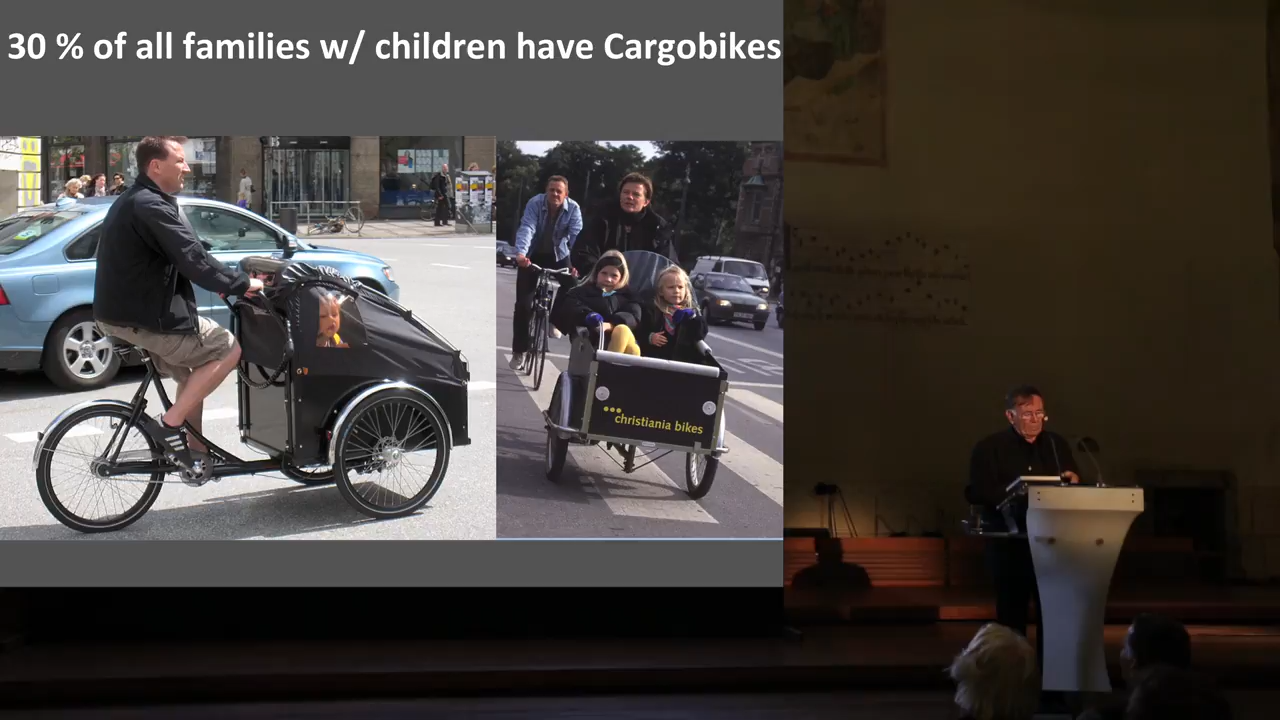 30 % of all families w/ children have Cargobikes
christiania bikes